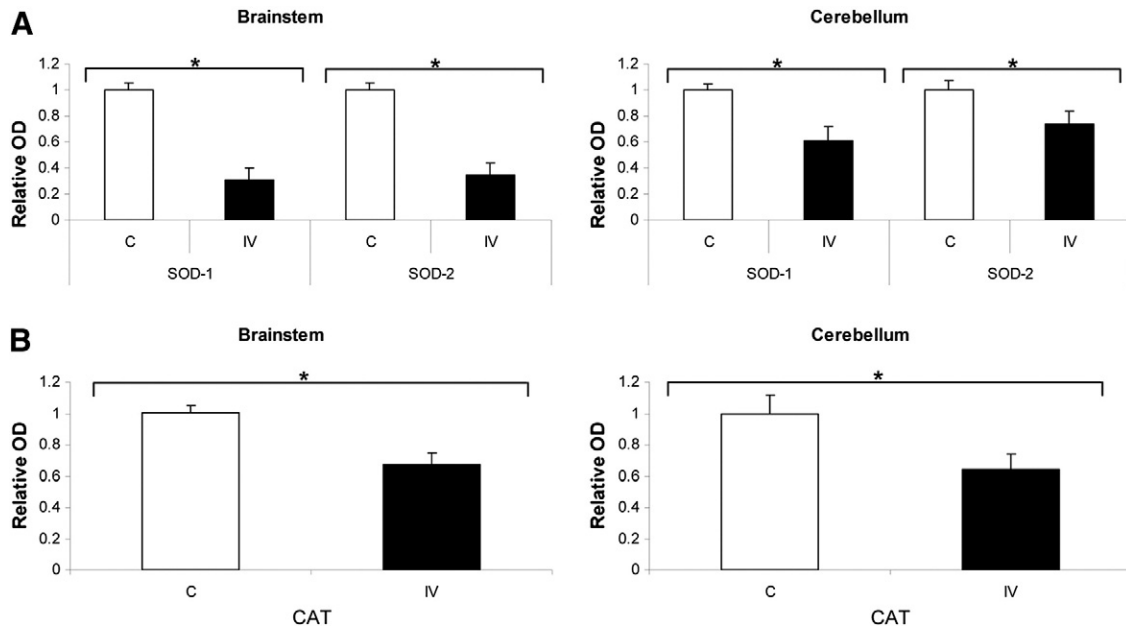 A
Brainstem
Relative OD
1.2
1
0.8
0.6
0.4
0.2
0
*
*
C
IV
C
IV
SOD-1
SOD-2
Cerebellum
Relative OD
1.2
1
0.8
0.6
0.4
0.2
0
*
*
C
IV
C
IV
SOD-1
SOD-2
B
Brainstem
Relative OD
1.2
1
0.8
0.6
0.4
0.2
0
*
C
IV
CAT
Cerebellum
Relative OD
1.2
1
0.8
0.6
0.4
0.2
0
*
C
IV
CAT